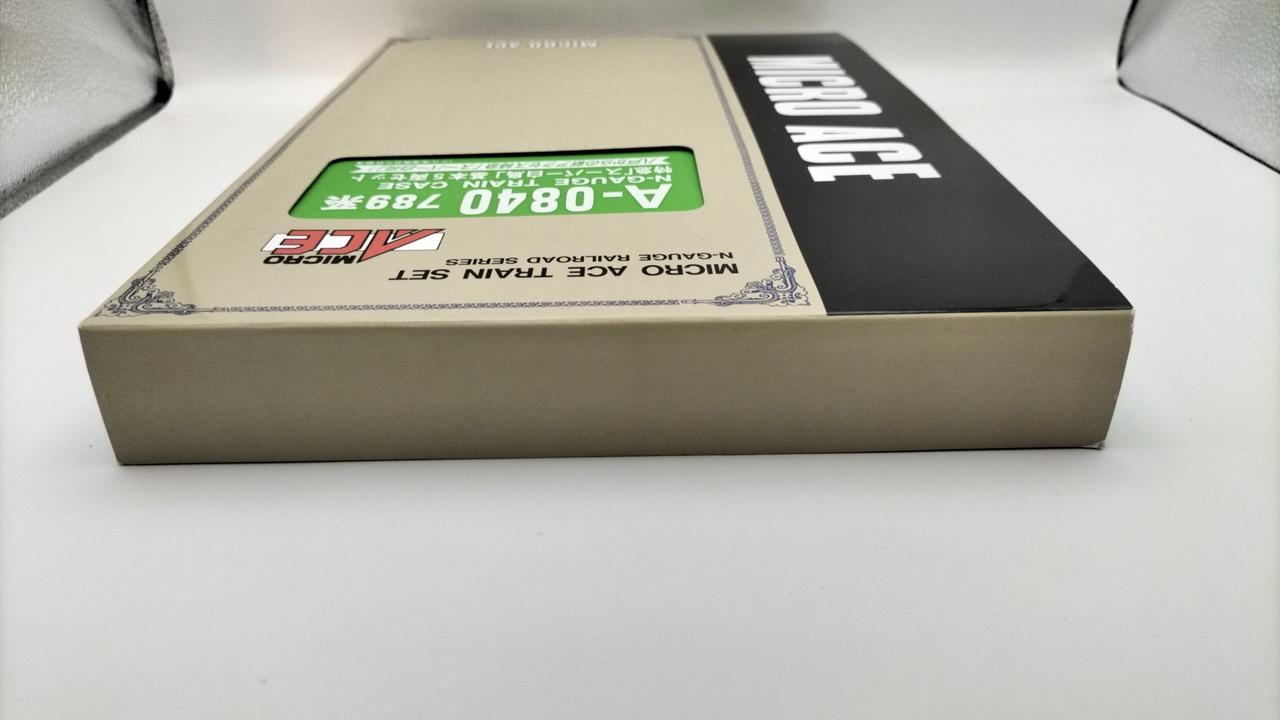 MICRO ACE
MICRO ACE TRAIN SET
N-GAUGE RAILROAD SERIES
MICRO ACE
A-0840 789系
N-GAUGE TRAIN CASE
特急「スーパー白鳥」基本5両セット
MICRO ACE